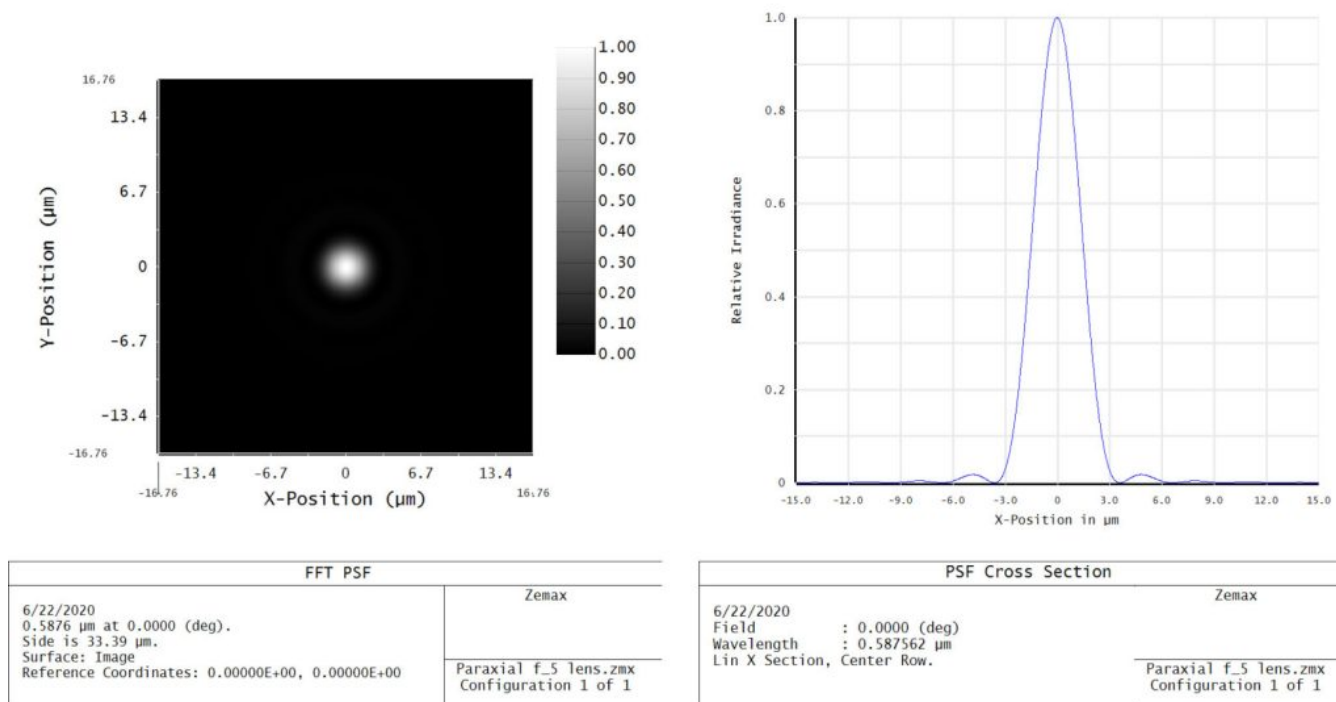 16.76
13.4
6.7
0
-6.7
-13.4
-16.76
Y-Position (µm)
-16.76
-13.4
-6.7
0
6.7
13.4
16.76
X-Position (µm)
1.00
0.90
0.80
0.70
0.60
0.50
0.40
0.30
0.20
0.10
0.00
1.0
0.8
0.6
0.4
0.2
0
Relative Irradiance
-15.0
-12.0
-9.0
-6.0
-3.0
0
3.0
6.0
9.0
12.0
15.0
X-Position in µm
FFT PSF
6/22/2020
0.5876 µm at 0.0000 (deg).
Side is 33.39 µm.
Surface: Image
Reference Coordinates: 0.00000E+00, 0.00000E+00
Zemax
Paraxial f_5 lens.zmx
Configuration 1 of 1
PSF Cross Section
6/22/2020
Field : 0.0000 (deg)
Wavelength : 0.587562 µm
Lin X Section, Center Row.
Zemax
Paraxial f_5 lens.zmx
Configuration 1 of 1